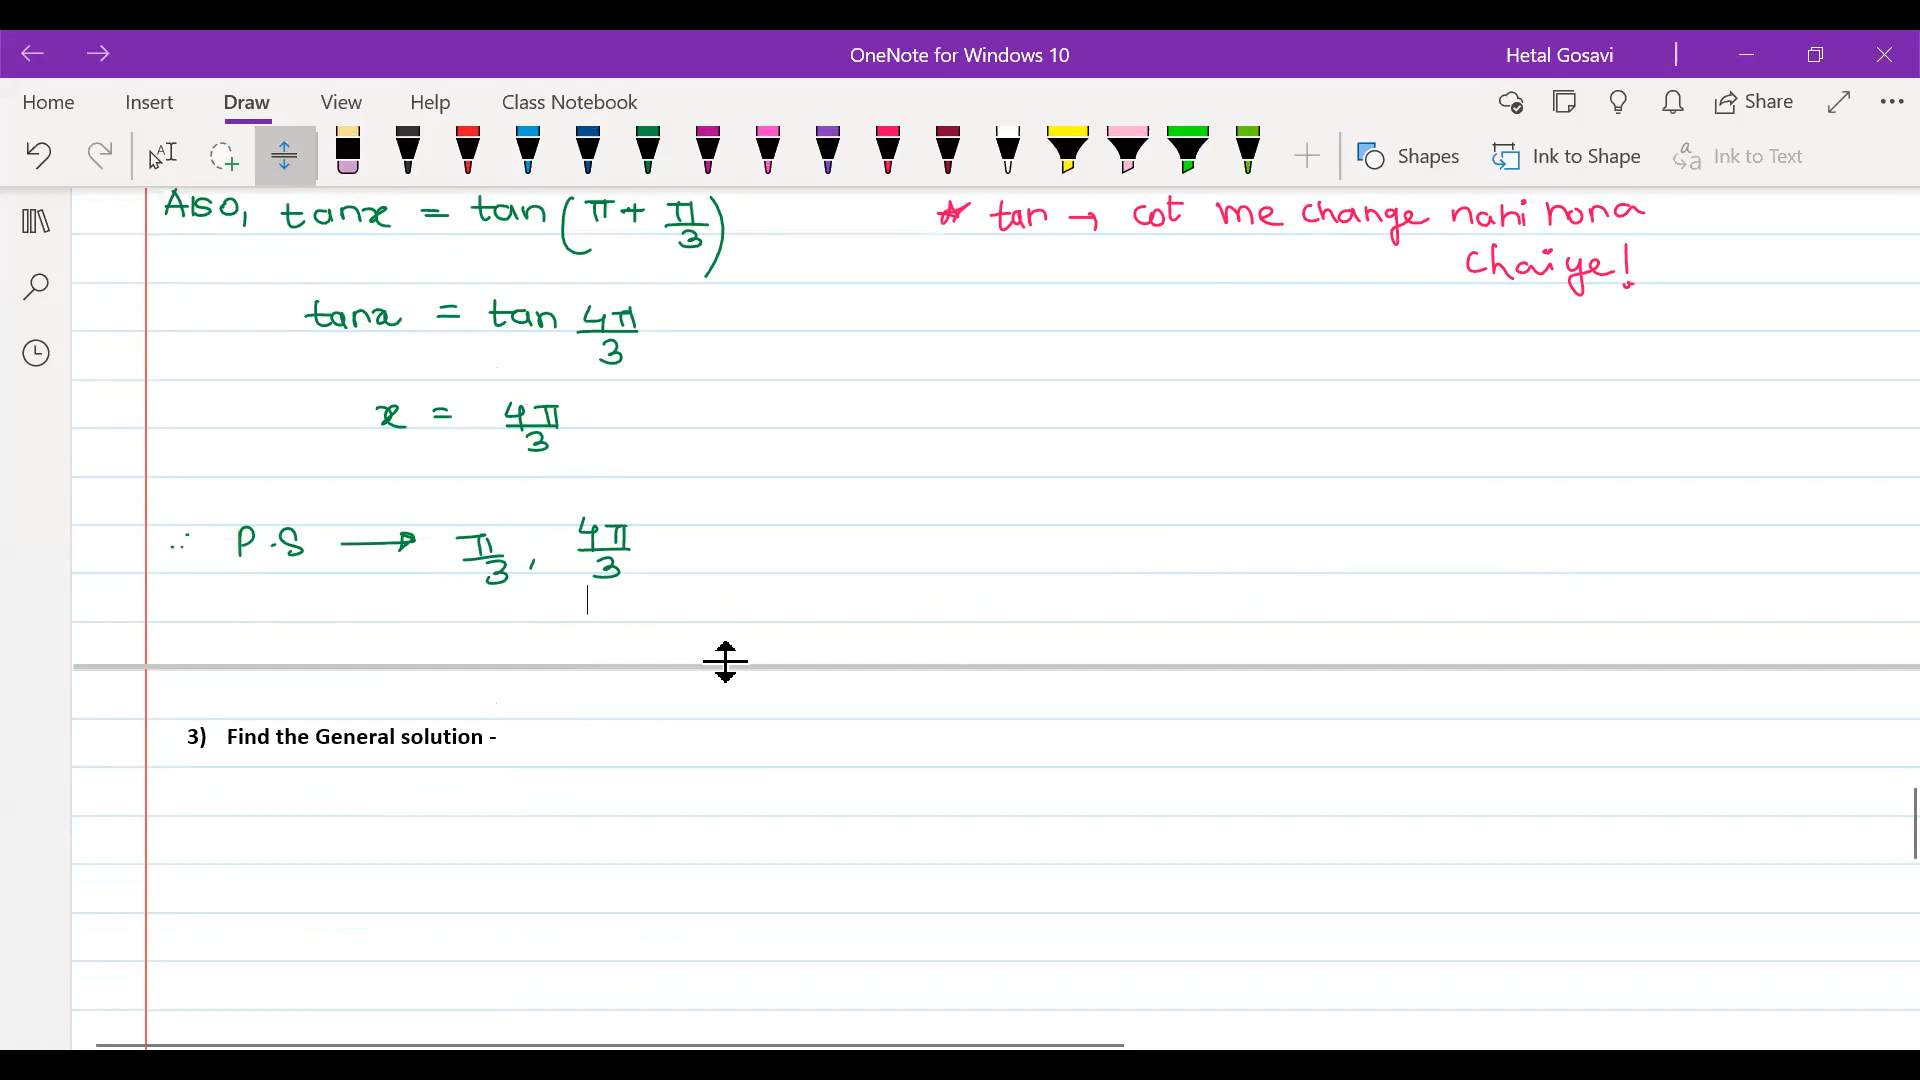 OneNote for Windows 10
Hetal Gosavi
Home Insert Draw View Help Class Notebook
Share
Shapes Ink to Shape Ink to Text
Also, tanx = tan (π + π/3)
* tan → cot me change nahi hona
chaiye!
tanx = tan 4π/3
x = 4π/3
∴ P.S → π/3, 4π/3
3) Find the General solution -